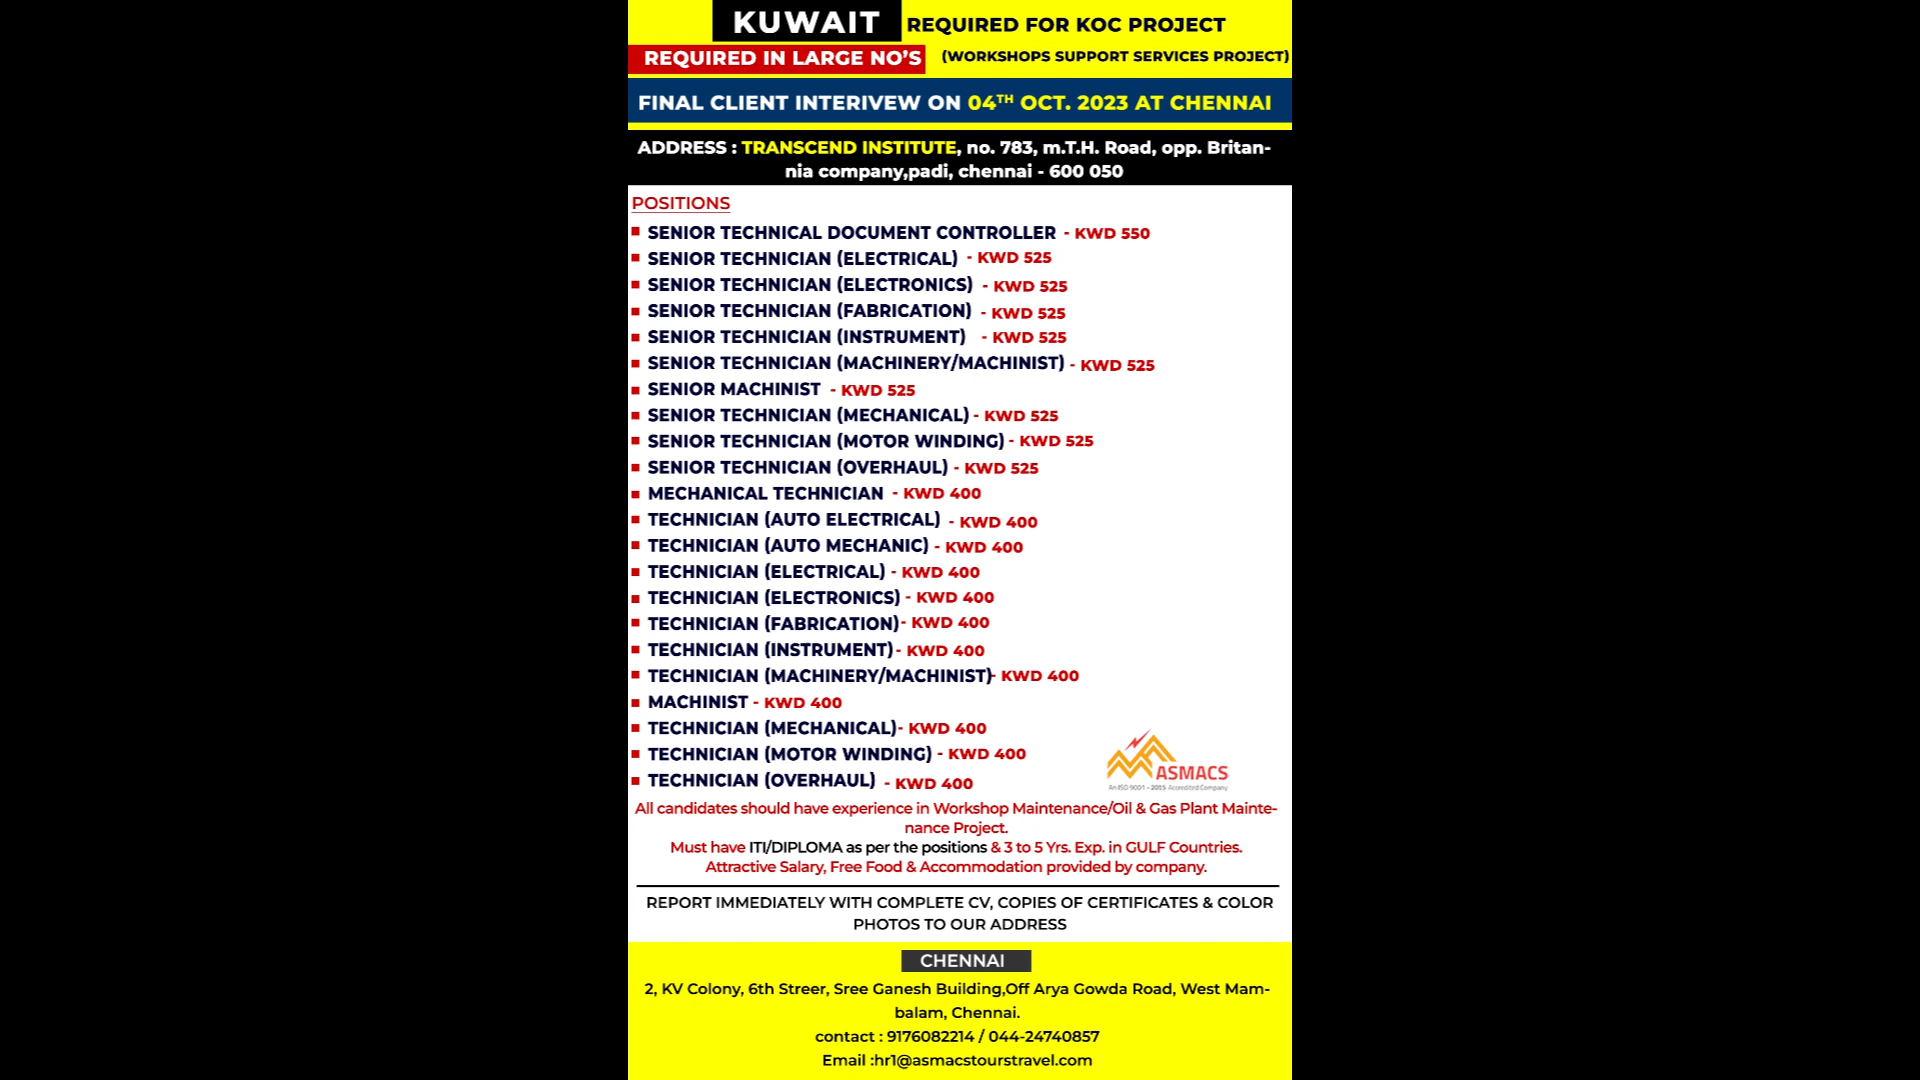 KUWAIT REQUIRED FOR KOC PROJECT
REQUIRED IN LARGE NO'S (WORKSHOPS SUPPORT SERVICES PROJECT)
FINAL CLIENT INTERIVEW ON 04TH OCT. 2023 AT CHENNAI
ADDRESS : TRANSCEND INSTITUTE, no. 783, m.T.H. Road, opp. Britan-
nia company,padi, chennai - 600 050
POSITIONS
SENIOR TECHNICAL DOCUMENT CONTROLLER - KWD 550
SENIOR TECHNICIAN (ELECTRICAL) - KWD 525
SENIOR TECHNICIAN (ELECTRONICS) - KWD 525
SENIOR TECHNICIAN (FABRICATION) - KWD 525
SENIOR TECHNICIAN (INSTRUMENT) - KWD 525
SENIOR TECHNICIAN (MACHINERY/MACHINIST) - KWD 525
SENIOR MACHINIST - KWD 525
SENIOR TECHNICIAN (MECHANICAL) - KWD 525
SENIOR TECHNICIAN (MOTOR WINDING) - KWD 525
SENIOR TECHNICIAN (OVERHAUL) - KWD 525
MECHANICAL TECHNICIAN - KWD 400
TECHNICIAN (AUTO ELECTRICAL) - KWD 400
TECHNICIAN (AUTO MECHANIC) - KWD 400
TECHNICIAN (ELECTRICAL) - KWD 400
TECHNICIAN (ELECTRONICS) - KWD 400
TECHNICIAN (FABRICATION) - KWD 400
TECHNICIAN (INSTRUMENT) - KWD 400
TECHNICIAN (MACHINERY/MACHINIST) - KWD 400
MACHINIST - KWD 400
TECHNICIAN (MECHANICAL) - KWD 400
TECHNICIAN (MOTOR WINDING) - KWD 400
TECHNICIAN (OVERHAUL) - KWD 400
ASMACS
An ISO 9001 - 2015 Accredited Company
All candidates should have experience in Workshop Maintenance/Oil & Gas Plant Mainte-
nance Project.
Must have ITI/DIPLOMA as per the positions & 3 to 5 Yrs. Exp. in GULF Countries.
Attractive Salary, Free Food & Accommodation provided by company.
REPORT IMMEDIATELY WITH COMPLETE CV, COPIES OF CERTIFICATES & COLOR
PHOTOS TO OUR ADDRESS
CHENNAI
2, KV Colony, 6th Streer, Sree Ganesh Building,Off Arya Gowda Road, West Mam-
balam, Chennai.
contact : 9176082214 / 044-24740857
Email :hr1@asmacstourstravel.com